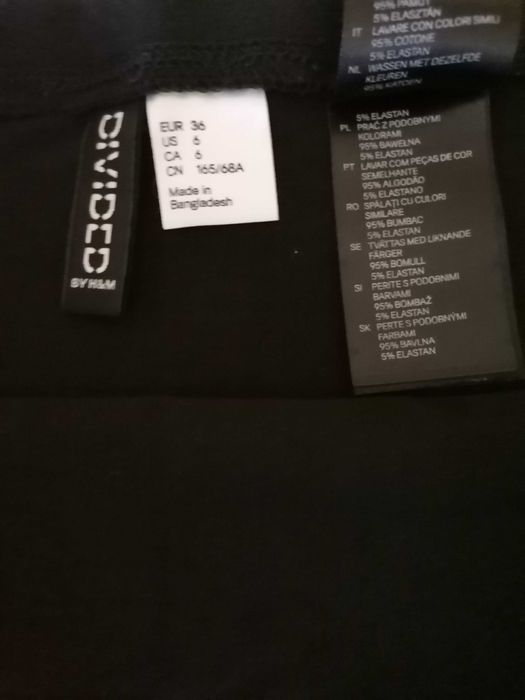 DIVIDED
BY H&M
EUR 36
US 6
CA 6
CN 165/68A
Made in
Bangladesh
95% PAMUT
5% ELASZTÁN
IT LAVARE CON COLORI SIMILI
95% COTONE
5% ELASTAN
NL WASSEN MET DEZELFDE
KLEUREN
95% KATOEN
5% ELASTAN
PL PRAĆ Z PODOBNYMI
KOLORAMI
95% BAWEŁNA
5% ELASTAN
PT LAVAR COM PEÇAS DE COR
SEMELHANTE
95% ALGODÃO
5% ELASTANO
RO SPĂLAȚI CU CULORI
SIMILARE
95% BUMBAC
5% ELASTAN
SE TVÄTTAS MED LIKNANDE
FÄRGER
95% BOMULL
5% ELASTAN
SI PERITE S PODOBNIMI
BARVAMI
95% BOMBAŽ
5% ELASTAN
SK PERTE S PODOBNÝMI
FARBAMI
95% BAVLNA
5% ELASTAN